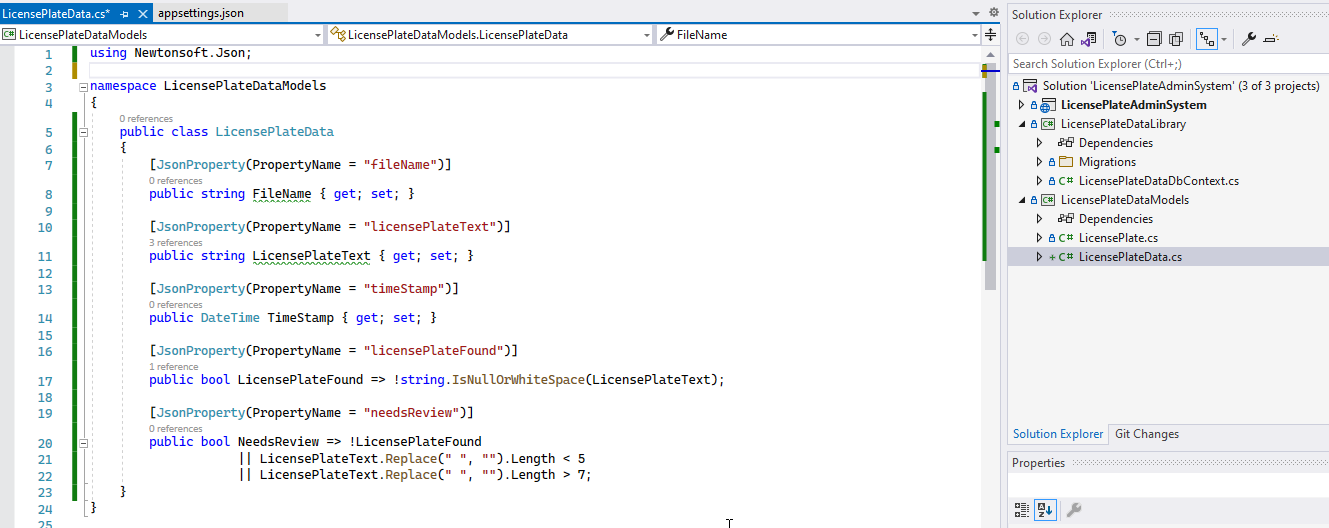 LicensePlateData.cs*
appsettings.json
LicensePlateDataModels
LicensePlateDataModels.LicensePlateData
FileName
1 using Newtonsoft.Json;
2
3 namespace LicensePlateDataModels
4 {
0 references
5 public class LicensePlateData
6 {
7 [JsonProperty(PropertyName = "fileName")]
0 references
8 public string FileName { get; set; }
9
10 [JsonProperty(PropertyName = "licensePlateText")]
3 references
11 public string LicensePlateText { get; set; }
12
13 [JsonProperty(PropertyName = "timeStamp")]
0 references
14 public DateTime TimeStamp { get; set; }
15
16 [JsonProperty(PropertyName = "licensePlateFound")]
1 reference
17 public bool LicensePlateFound => !string.IsNullOrWhiteSpace(LicensePlateText);
18
19 [JsonProperty(PropertyName = "needsReview")]
0 references
20 public bool NeedsReview => !LicensePlateFound
21 || LicensePlateText.Replace(" ", "").Length < 5
22 || LicensePlateText.Replace(" ", "").Length > 7;
23 }
24 }
25
Solution Explorer
Search Solution Explorer (Ctrl+;)
Solution 'LicensePlateAdminSystem' (3 of 3 projects)
LicensePlateAdminSystem
C# LicensePlateDataLibrary
Dependencies
Migrations
C# LicensePlateDataDbContext.cs
C# LicensePlateDataModels
Dependencies
C# LicensePlate.cs
+ C# LicensePlateData.cs
Solution Explorer
Git Changes
Properties